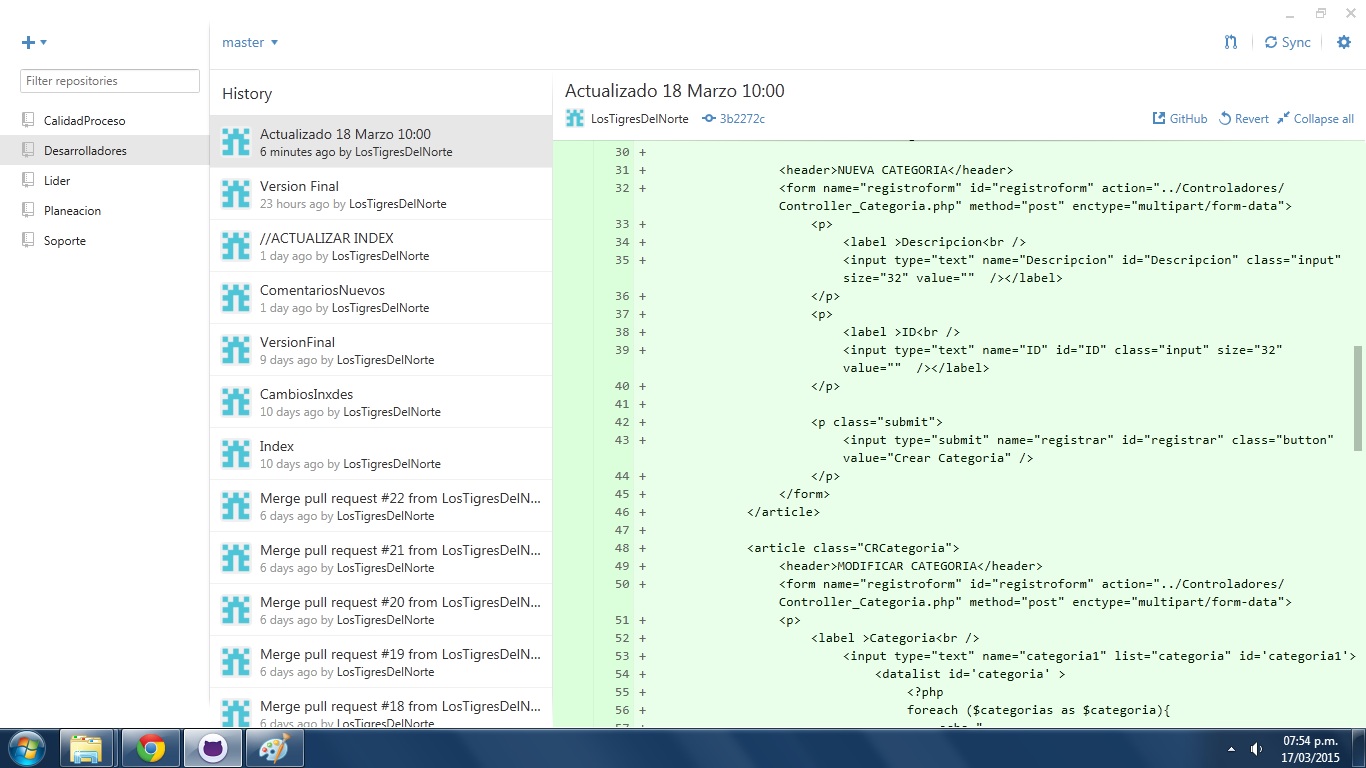 master
Sync
Filter repositories
CalidadProceso
Desarrolladores
Lider
Planeacion
Soporte
History
Actualizado 18 Marzo 10:00
6 minutes ago by LosTigresDelNorte
Version Final
23 hours ago by LosTigresDelNorte
//ACTUALIZAR INDEX
1 day ago by LosTigresDelNorte
ComentariosNuevos
1 day ago by LosTigresDelNorte
VersionFinal
9 days ago by LosTigresDelNorte
CambiosInxdes
10 days ago by LosTigresDelNorte
Index
10 days ago by LosTigresDelNorte
Merge pull request #22 from LosTigresDelN...
6 days ago by LosTigresDelNorte
Merge pull request #21 from LosTigresDelN...
6 days ago by LosTigresDelNorte
Merge pull request #20 from LosTigresDelN...
6 days ago by LosTigresDelNorte
Merge pull request #19 from LosTigresDelN...
6 days ago by LosTigresDelNorte
Merge pull request #18 from LosTigresDelN...
6 days ago by LosTigresDelNorte
Actualizado 18 Marzo 10:00
LosTigresDelNorte 3b2272c GitHub Revert Collapse all
30 +
31 + <header>NUEVA CATEGORIA</header>
32 + <form name="registroform" id="registroform" action="../Controladores/
Controller_Categoria.php" method="post" enctype="multipart/form-data">
33 + <p>
34 + <label >Descripcion<br />
35 + <input type="text" name="Descripcion" id="Descripcion" class="input"
size="32" value=""  /></label>
36 + </p>
37 + <p>
38 + <label >ID<br />
39 + <input type="text" name="ID" id="ID" class="input" size="32"
value=""  /></label>
40 + </p>
41 +
42 + <p class="submit">
43 + <input type="submit" name="registrar" id="registrar" class="button"
value="Crear Categoria" />
44 + </p>
45 + </form>
46 + </article>
47 +
48 + <article class="CRCategoria">
49 + <header>MODIFICAR CATEGORIA</header>
50 + <form name="registroform" id="registroform" action="../Controladores/
Controller_Categoria.php" method="post" enctype="multipart/form-data">
51 + <p>
52 + <label >Categoria<br />
53 + <input type="text" name="categoria1" list="categoria" id='categoria1'>
54 + <datalist id='categoria' >
55 + <?php
56 + foreach ($categorias as $categoria){
57 + echo "
07:54 p.m.
17/03/2015